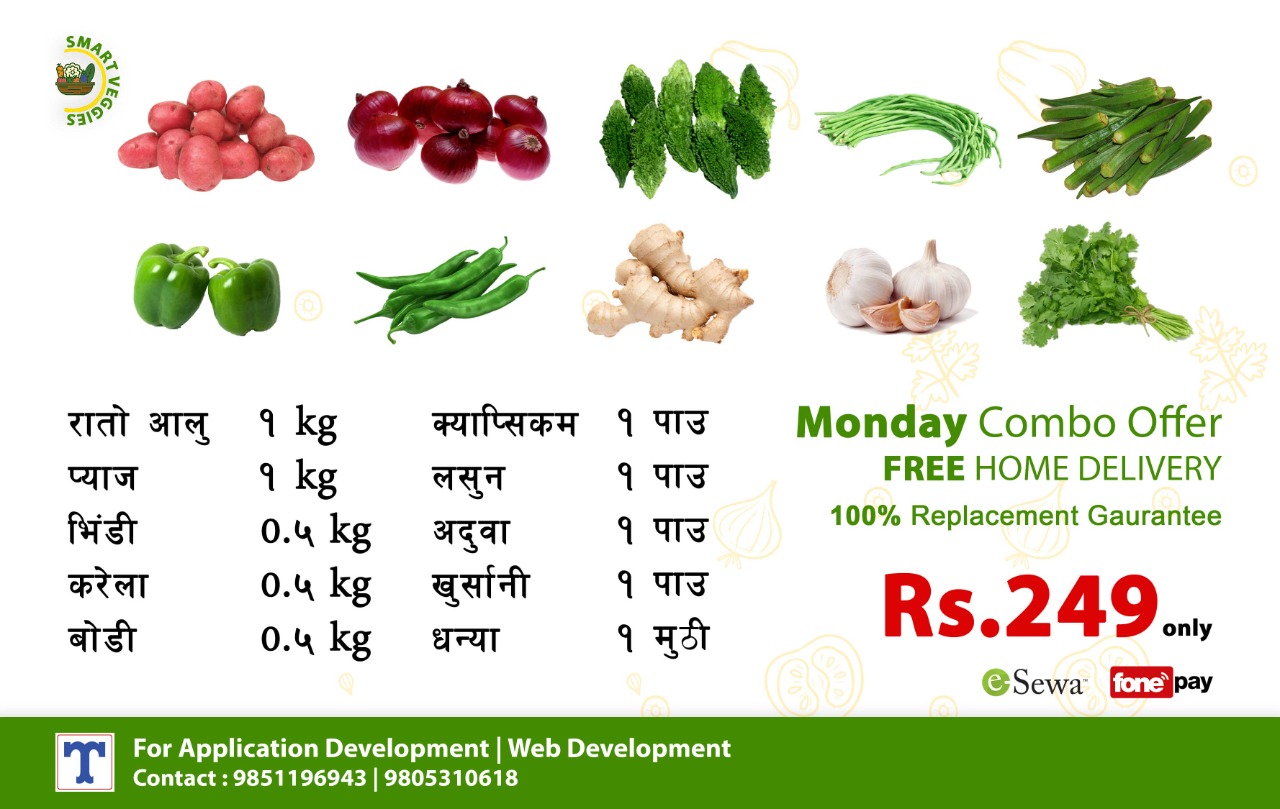 SMART VEGGIES
रातो आलु १ kg
प्याज १ kg
भिंडी 0.५ kg
करेला 0.५ kg
बोडी 0.५ kg
क्याप्सिकम १ पाउ
लसुन १ पाउ
अदुवा १ पाउ
खुर्सानी १ पाउ
धन्या १ मुठी
Monday Combo Offer
FREE HOME DELIVERY
100% Replacement Gaurantee
Rs.249 only
e-Sewa™ fonepay
T
For Application Development | Web Development
Contact : 9851196943 | 9805310618